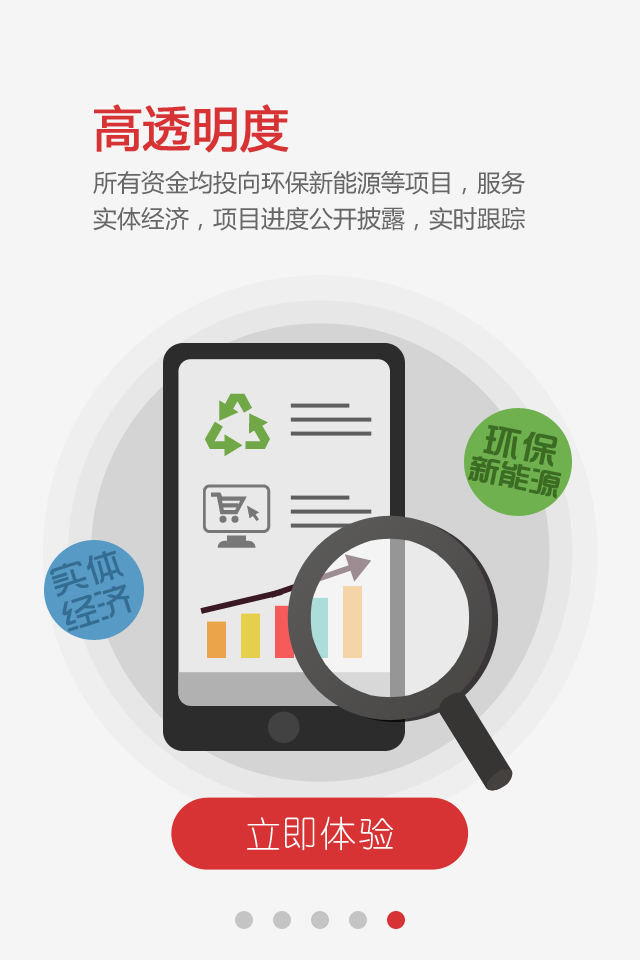 高透明度
所有资金均投向环保新能源等项目，服务
实体经济，项目进度公开披露，实时跟踪
环保
新能源
实体
经济
立即体验